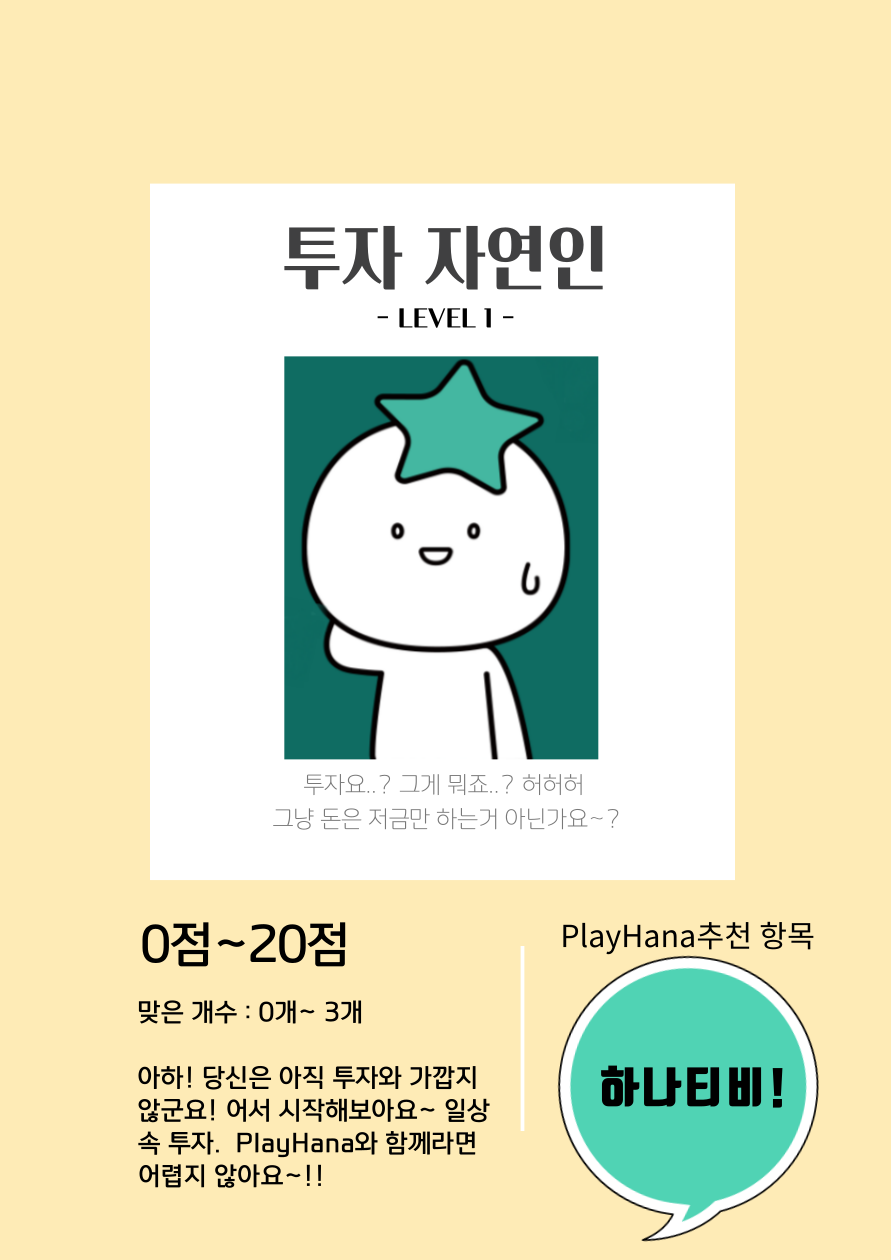 투자 자연인
- LEVEL 1 -
투자요..? 그게 뭐죠..? 허허허
그냥 돈은 저금만 하는거 아닌가요~?
0점~20점
맞은 개수 : 0개~ 3개
아하! 당신은 아직 투자와 가깝지
않군요! 어서 시작해보아요~ 일상
속 투자.  PlayHana와 함께라면
어렵지 않아요~!!
PlayHana추천 항목
하나티비!